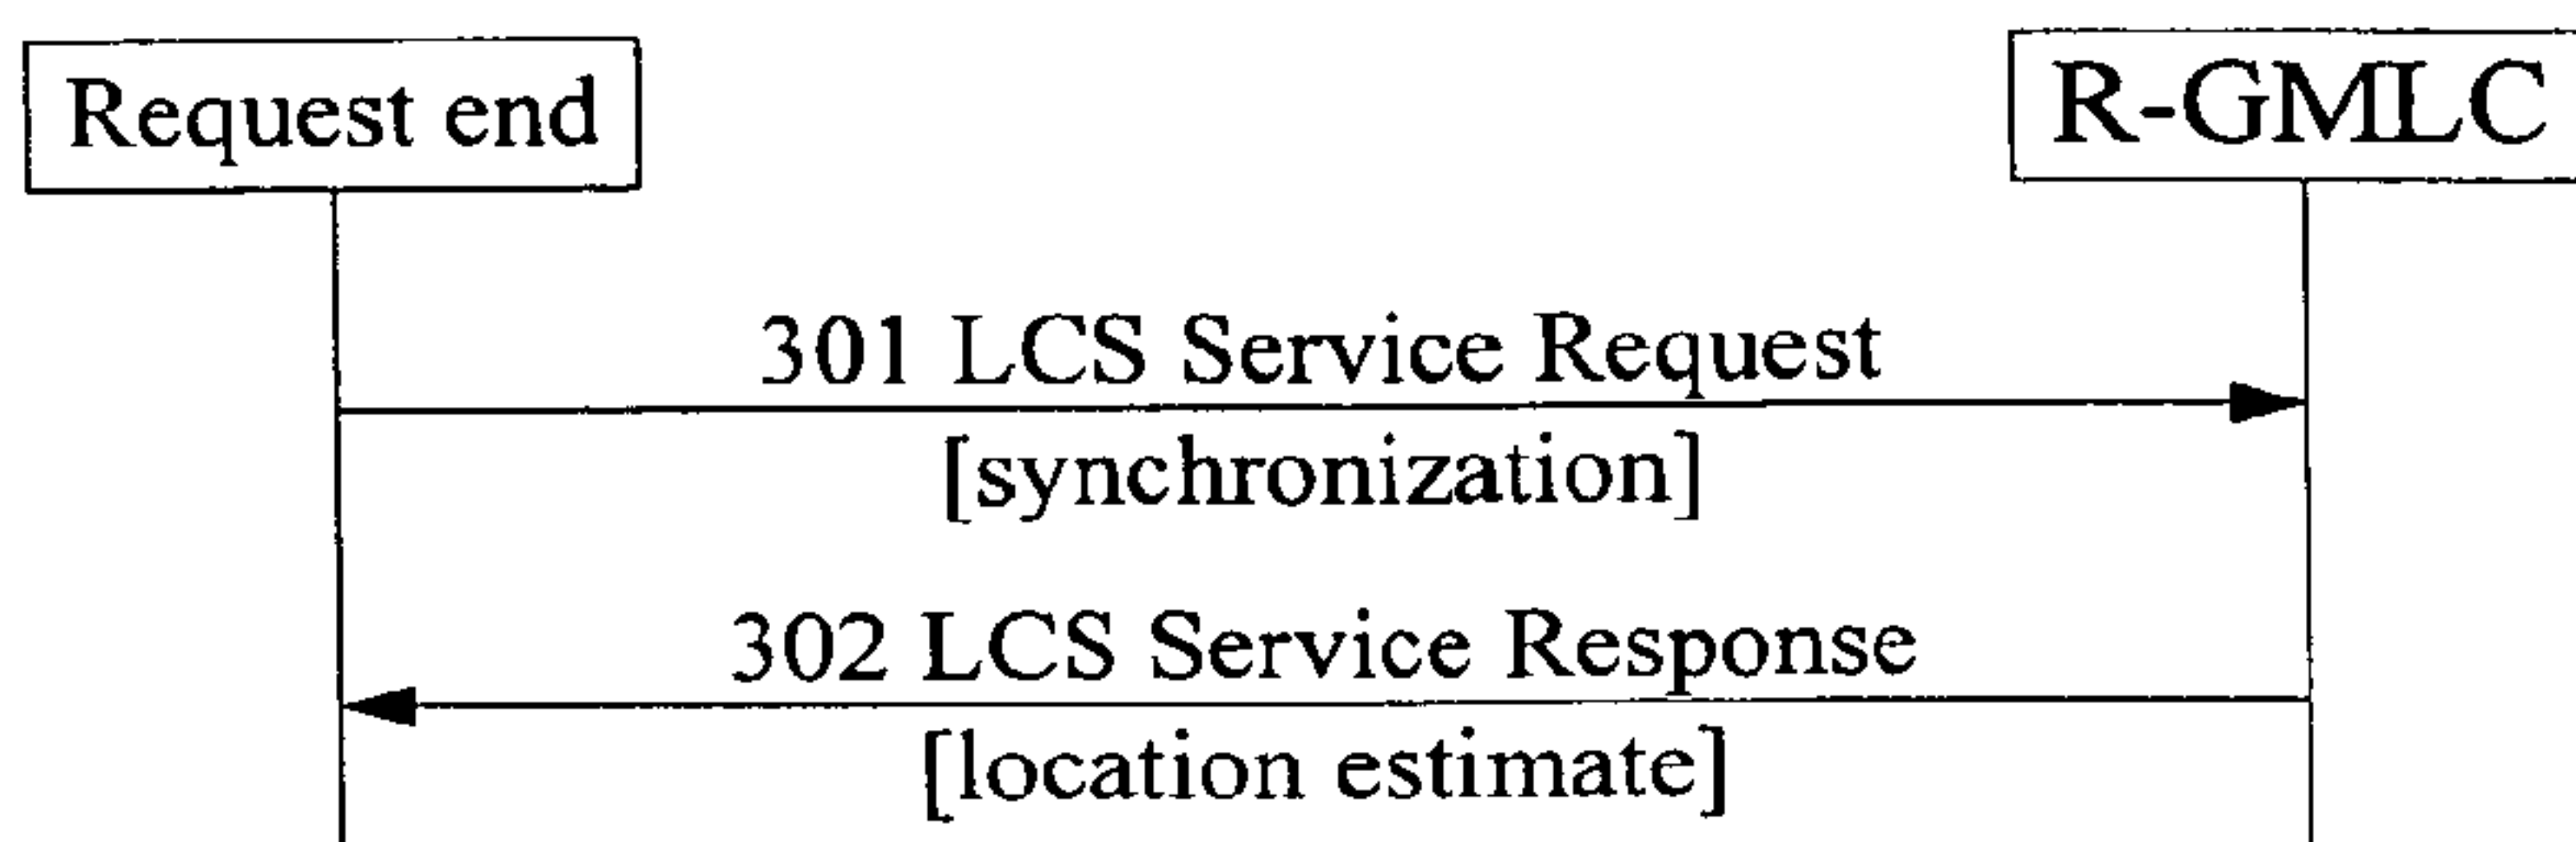 Request end
R-GMLC
301 LCS Service Request
[synchronization]
302 LCS Service Response
[location estimate]